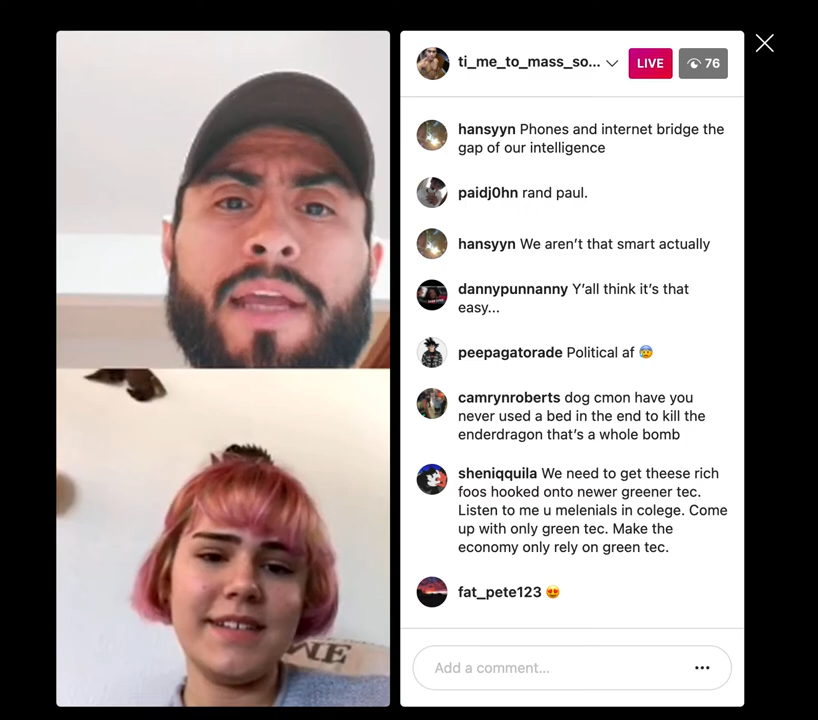 ti_me_to_mass_so...
LIVE
76
hansyyn Phones and internet bridge the
gap of our intelligence
paidj0hn rand paul.
hansyyn We aren’t that smart actually
dannypunnanny Y’all think it’s that
easy...
peepagatorade Political af 😰
camrynroberts dog cmon have you
never used a bed in the end to kill the
enderdragon that’s a whole bomb
sheniqquila We need to get theese rich
foos hooked onto newer greener tec.
Listen to me u melenials in colege. Come
up with only green tec. Make the
economy only rely on green tec.
fat_pete123 😍
Add a comment...